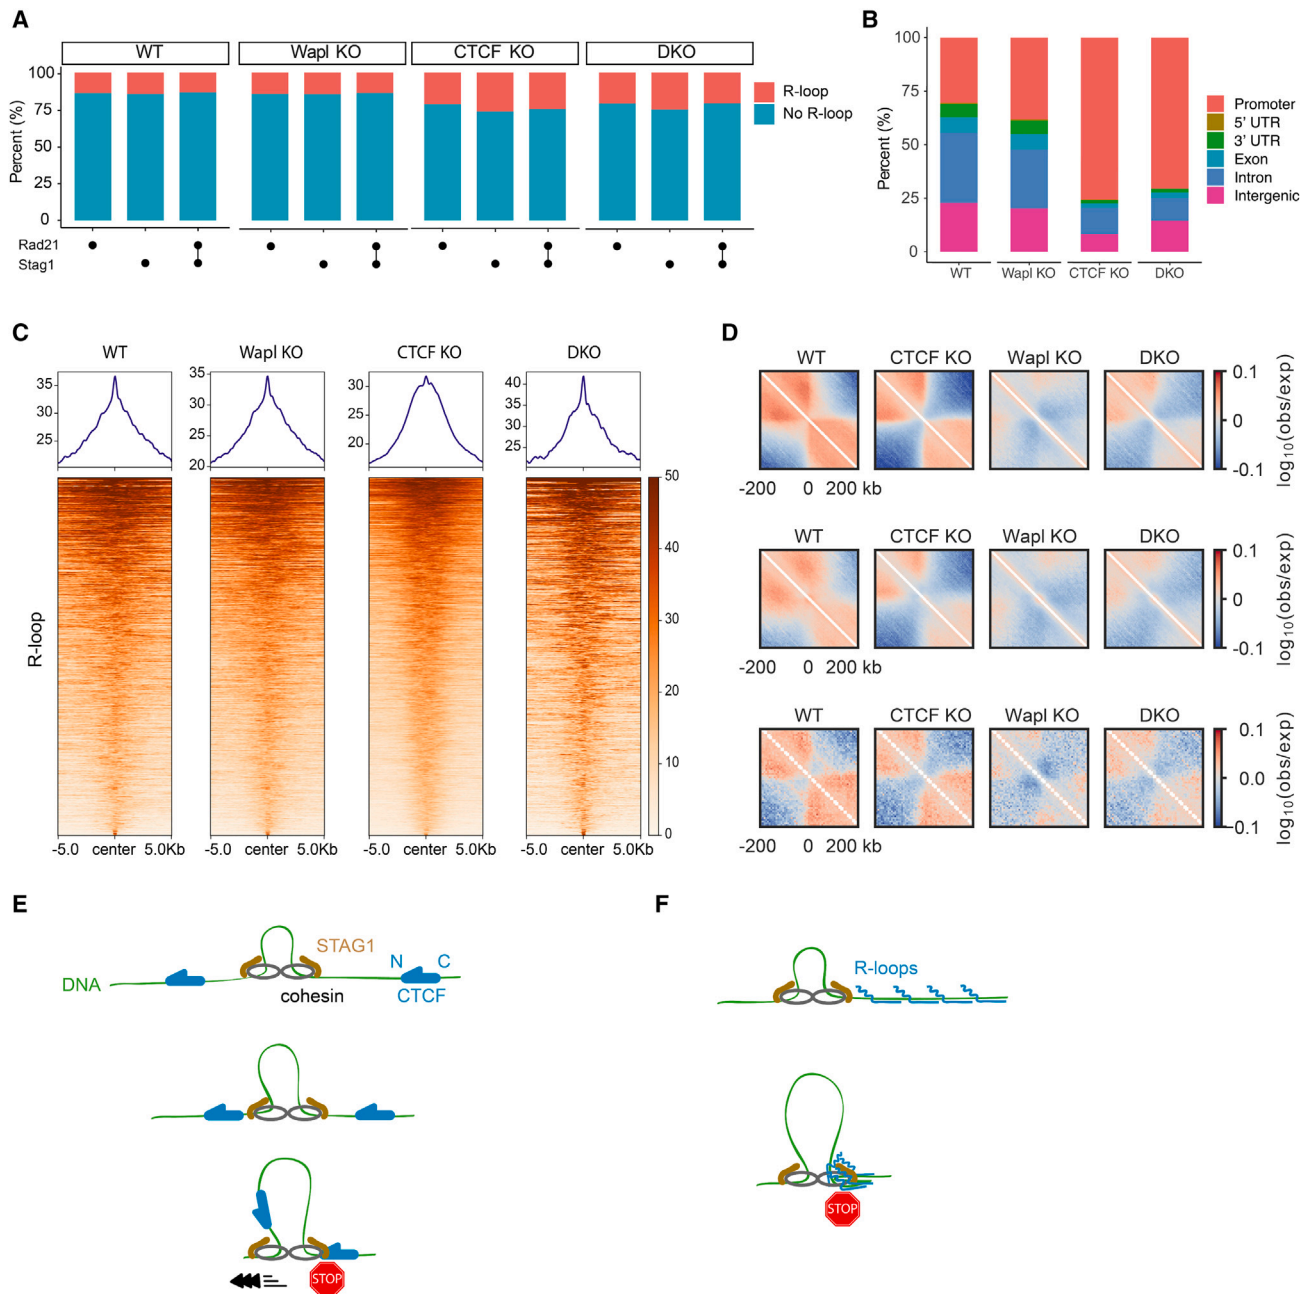 A
WT Wapl KO CTCF KO DKO
Percent (%)
100
75
50
25
0
R-loop
No R-loop
Rad21
Stag1
B
Percent (%)
100
75
50
25
0
WT Wapl KO CTCF KO DKO
Promoter
5' UTR
3' UTR
Exon
Intron
Intergenic
C
WT Wapl KO CTCF KO DKO
35
30
25
35
30
25
20
30
20
40
35
30
25
R-loop
50
40
30
20
10
0
-5.0 center 5.0Kb -5.0 center 5.0Kb -5.0 center 5.0Kb -5.0 center 5.0Kb
D
WT CTCF KO Wapl KO DKO
0.1
0
-0.1
log10(obs/exp)
-200 0 200 kb
WT CTCF KO Wapl KO DKO
0.1
0
-0.1
log10(obs/exp)
-200 0 200 kb
WT CTCF KO Wapl KO DKO
0.1
0.0
-0.1
log10(obs/exp)
-200 0 200 kb
E
STAG1
N C
DNA
cohesin
CTCF
STOP
F
R-loops
STOP